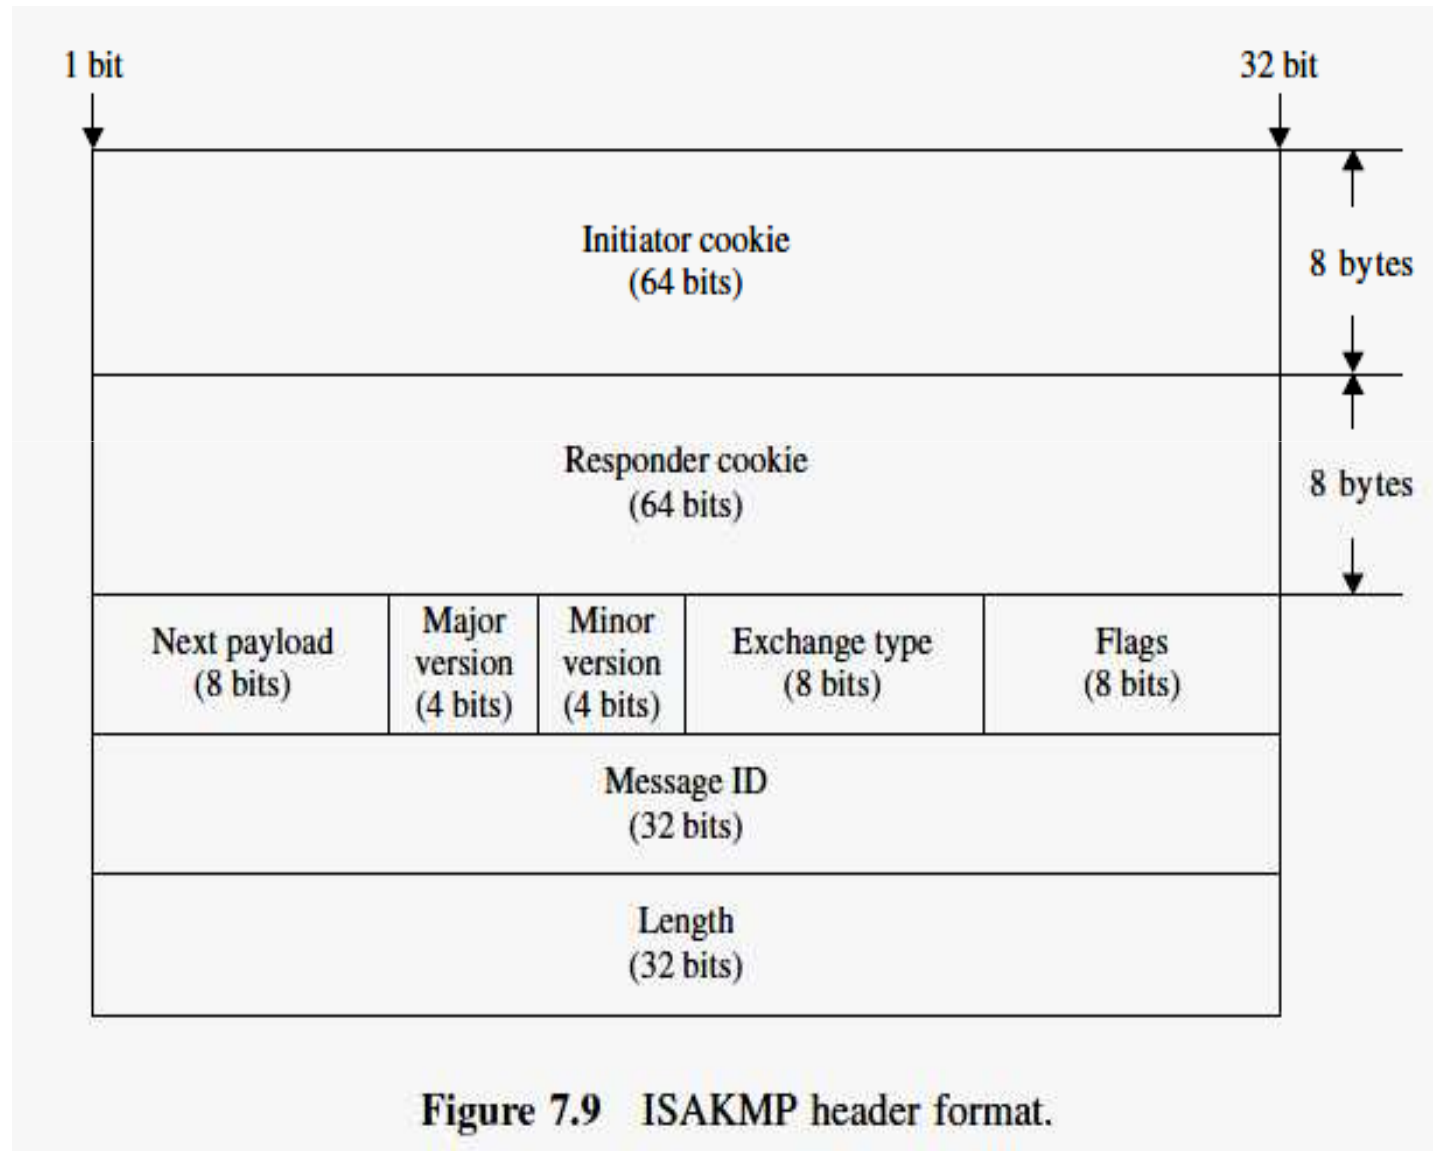 1 bit
32 bit
Initiator cookie
(64 bits)
8 bytes
Responder cookie
(64 bits)
8 bytes
Next payload
(8 bits)
Major
version
(4 bits)
Minor
version
(4 bits)
Exchange type
(8 bits)
Flags
(8 bits)
Message ID
(32 bits)
Length
(32 bits)
Figure 7.9 ISAKMP header format.